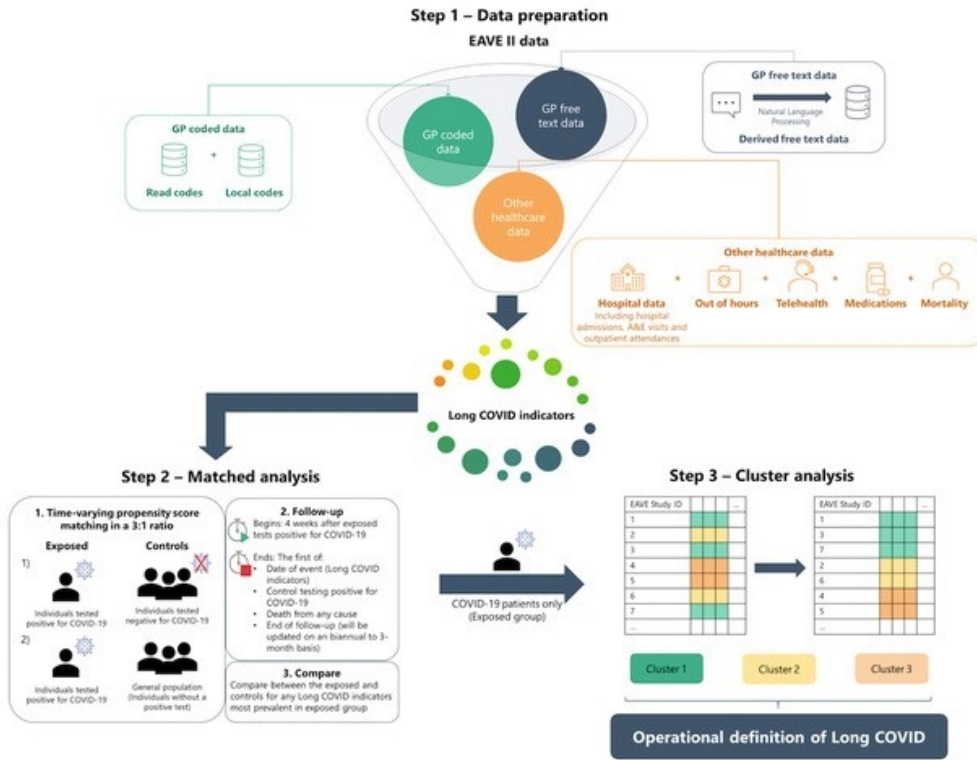 Step 1 – Data preparation
EAVE II data
GP coded data
Read codes
+
Local codes
GP coded
data
GP free
text data
Other
healthcare
data
GP free text data
Natural Language
Processing
Derived free text data
Other healthcare data
+
+
+
+
Hospital data
Including hospital
admissions, A&E visits and
outpatient attendances
Out of hours
Telehealth
Medications
Mortality
Long COVID indicators
Step 2 – Matched analysis
1. Time-varying propensity score
matching in a 3:1 ratio
Exposed
Controls
1)
Individuals tested
positive for COVID-19
Individuals tested
negative for COVID-19
2)
Individuals tested
positive for COVID-19
General population
(Individuals without a
positive test)
2. Follow-up
Begins: 4 weeks after exposed
tests positive for COVID-19
Ends: The first of:
• Date of event (Long COVID
indicators)
• Control testing positive for
COVID-19
• Death from any cause
• End of follow-up (will be
updated on an biannual to 3-
month basis)
3. Compare
Compare between the exposed and
controls for any Long COVID indicators
most prevalent in exposed group
COVID-19 patients only
(Exposed group)
Step 3 – Cluster analysis
EAVE Study ID ...
1
2
3
4
5
6
7
...
EAVE Study ID ...
1
3
7
2
6
4
5
...
Cluster 1
Cluster 2
Cluster 3
Operational definition of Long COVID